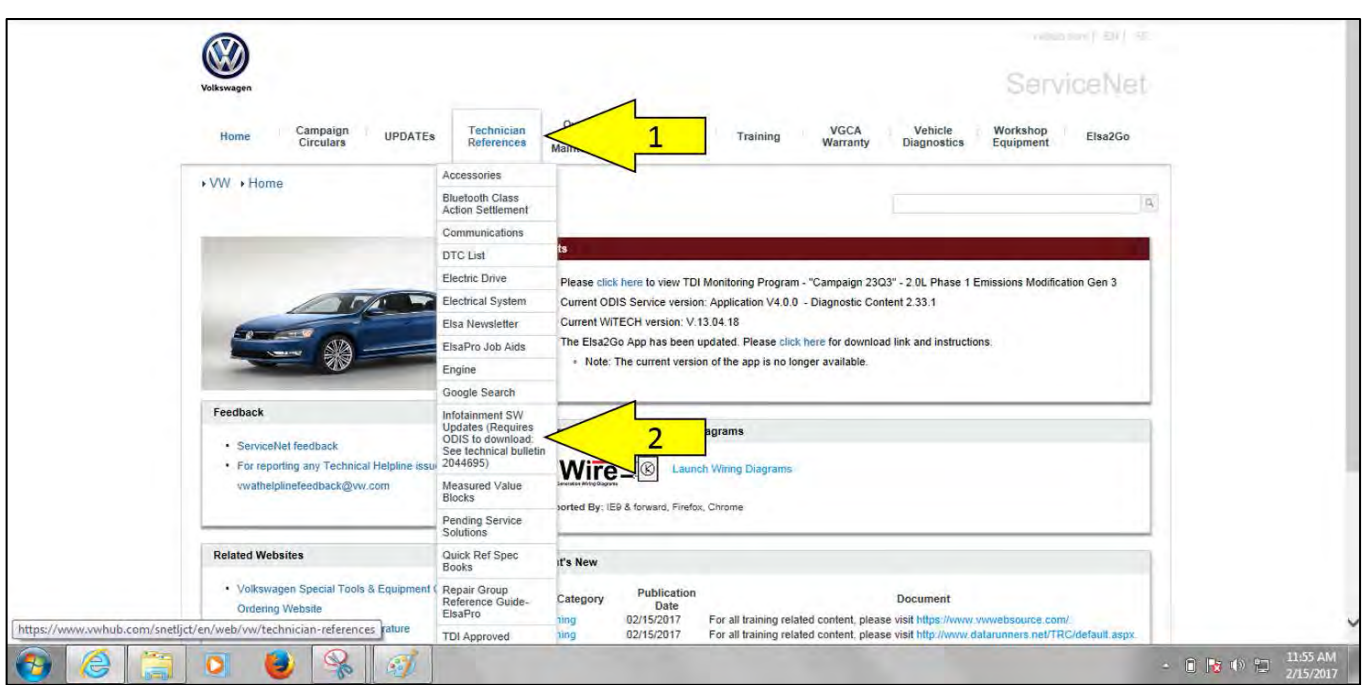 Volkswagen
ServiceNet
Home
Campaign Circulars
UPDATEs
Technician References
1
Training
VGCA Warranty
Vehicle Diagnostics
Workshop Equipment
Elsa2Go
VW
Home
Accessories
Bluetooth Class
Action Settlement
Communications
DTC List
Electric Drive
Electrical System
Elsa Newsletter
ElsaPro Job Aids
Engine
Google Search
Infotainment SW
Updates (Requires
ODIS to download:
See technical bulletin
2044695)
Measured Value
Blocks
Pending Service
Solutions
Quick Ref Spec
Books
Repair Group
Reference Guide-
ElsaPro
TDI Approved
Please click here to view TDI Monitoring Program - "Campaign 23Q3" - 2.0L Phase 1 Emissions Modification Gen 3
Current ODIS Service version: Application V4.0.0 - Diagnostic Content 2.33.1
Current WiTECH version: V.13.04.18
The Elsa2Go App has been updated. Please click here for download link and instructions.
Note: The current version of the app is no longer available.
2
agrams
Wire
K
Launch Wiring Diagrams
orted By: IE9 & forward, Firefox, Chrome
Feedback
ServiceNet feedback
For reporting any Technical Helpline issu
vwathelplinefeedback@vw.com
Related Websites
Volkswagen Special Tools & Equipment
Ordering Website
rature
t's New
Category
Publication Date
Document
ning
02/15/2017
For all training related content, please visit https://www.vwwebsource.com/
ning
02/15/2017
For all training related content, please visit http://www.datarunners.net/TRC/default.aspx.
https://www.vwhub.com/snetljct/en/web/vw/technician-references
11:55 AM
2/15/2017